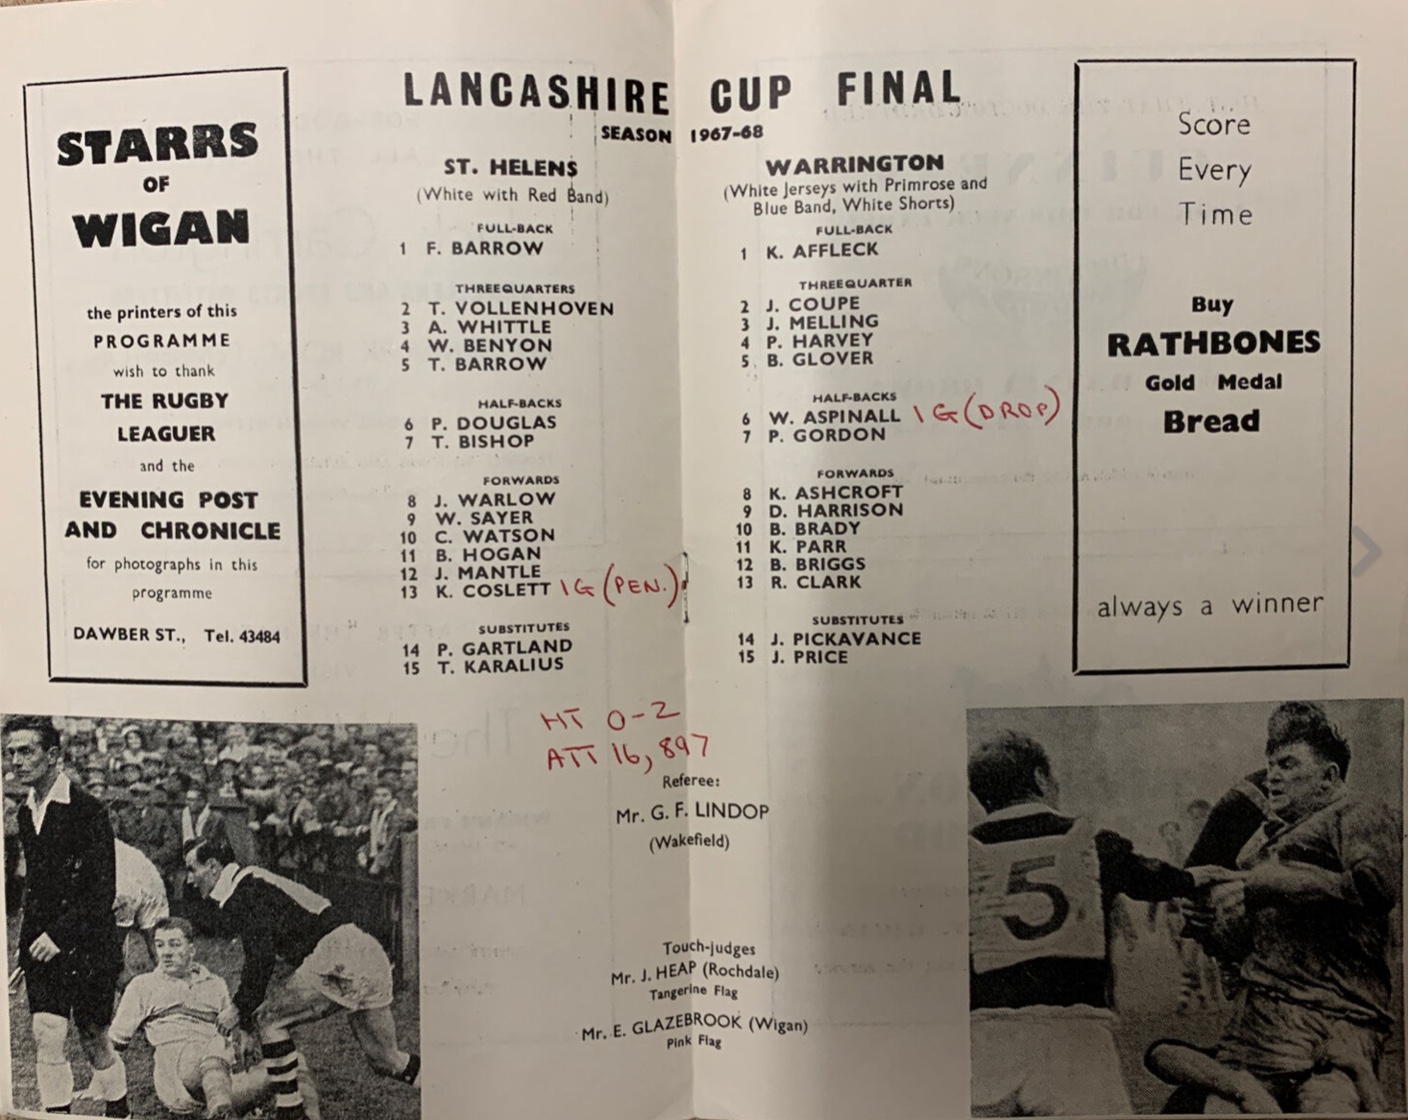 LANCASHIRE CUP FINAL
SEASON 1967-68
STARRS
OF
WIGAN
the printers of this
PROGRAMME
wish to thank
THE RUGBY
LEAGUER
and the
EVENING POST
AND CHRONICLE
for photographs in this
programme
DAWBER ST., Tel. 43484
ST. HELENS
(White with Red Band)
FULL-BACK
1 F. BARROW
THREEQUARTERS
2 T. VOLLENHOVEN
3 A. WHITTLE
4 W. BENYON
5 T. BARROW
HALF-BACKS
6 P. DOUGLAS
7 T. BISHOP
FORWARDS
8 J. WARLOW
9 W. SAYER
10 C. WATSON
11 B. HOGAN
12 J. MANTLE
13 K. COSLETT 1G (PEN.)
SUBSTITUTES
14 P. GARTLAND
15 T. KARALIUS
WARRINGTON
(White Jerseys with Primrose and
Blue Band, White Shorts)
FULL-BACK
1 K. AFFLECK
THREEQUARTER
2 J. COUPE
3 J. MELLING
4 P. HARVEY
5 B. GLOVER
HALF-BACKS
6 W. ASPINALL 1G (DROP)
7 P. GORDON
FORWARDS
8 K. ASHCROFT
9 D. HARRISON
10 B. BRADY
11 K. PARR
12 B. BRIGGS
13 R. CLARK
SUBSTITUTES
14 J. PICKAVANCE
15 J. PRICE
HT 0-2
ATT 16,897
Referee:
Mr. G. F. LINDOP
(Wakefield)
Touch-judges
Mr. J. HEAP (Rochdale)
Tangerine Flag
Mr. E. GLAZEBROOK (Wigan)
Pink Flag
Score
Every
Time
Buy
RATHBONES
Gold Medal
Bread
always a winner
5